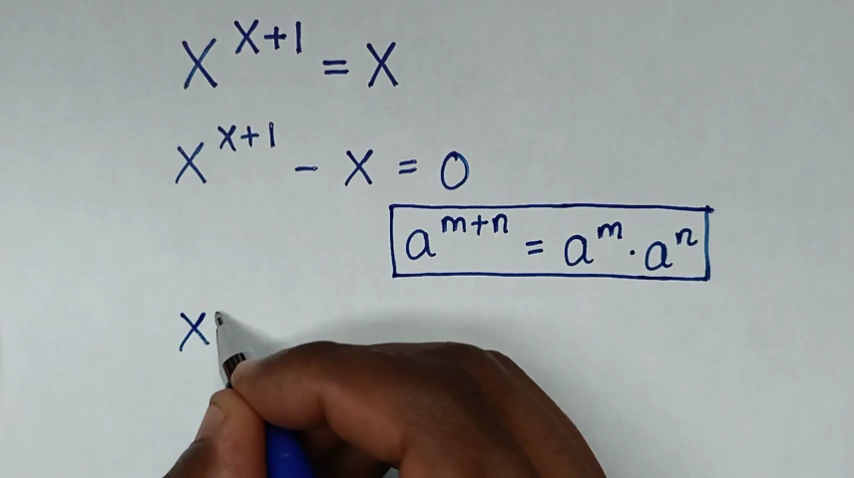 x^{x+1} = x
x^{x+1} - x = 0
a^{m+n} = a^m · a^n
x